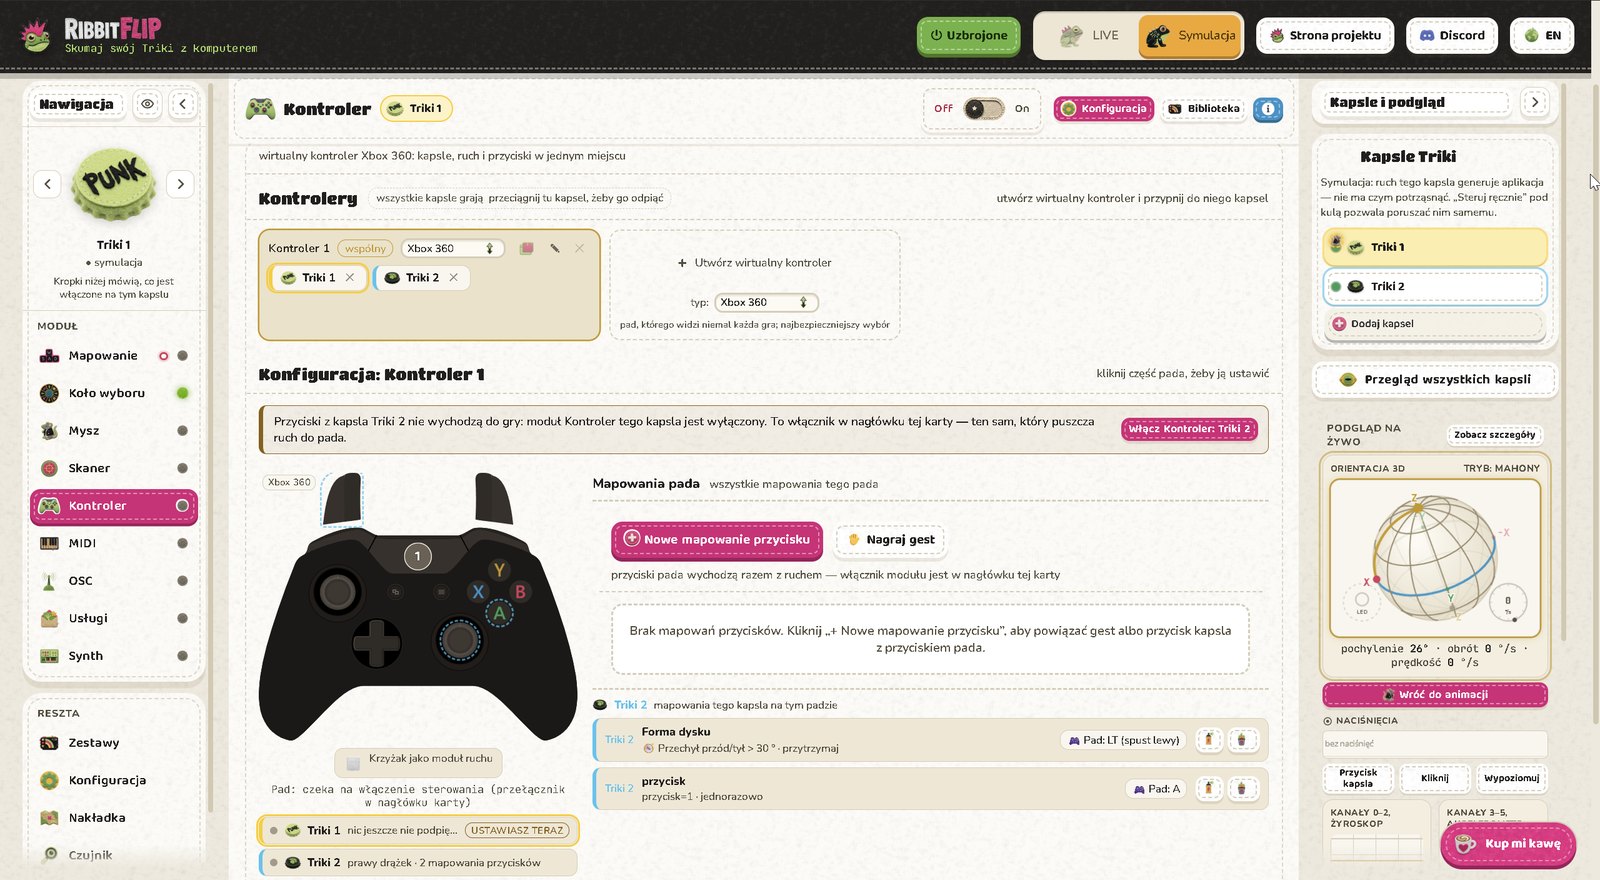 RIBBITFLIP
Skumaj swój Triki z komputerem
Uzbrojone
LIVE
Symulacja
Strona projektu
Discord
EN
Nawigacja
PUNK
Triki 1
• symulacja
Kropki niżej mówią, co jest
włączone na tym kapslu
MODUŁ
Mapowanie
Koło wyboru
Mysz
Skaner
Kontroler
MIDI
OSC
Usługi
Synth
RESZTA
Zestawy
Konfiguracja
Nakładka
Czujnik
Kontroler
Triki 1
Off
On
Konfiguracja
Biblioteka
wirtualny kontroler Xbox 360: kapsle, ruch i przyciski w jednym miejscu
Kontrolery
wszystkie kapsle grają przeciągnij tu kapsel, żeby go odpiąć
utwórz wirtualny kontroler i przypnij do niego kapsel
Kontroler 1
wspólny
Xbox 360
Triki 1
Triki 2
+ Utwórz wirtualny kontroler
typ:
Xbox 360
pad, którego widzi niemal każda gra; najbezpieczniejszy wybór
Konfiguracja: Kontroler 1
kliknij część pada, żeby ją ustawić
Przyciski z kapsla Triki 2 nie wychodzą do gry: moduł Kontroler tego kapsla jest wyłączony. To włącznik w nagłówku tej karty — ten sam, który puszcza
ruch do pada.
Włącz Kontroler: Triki 2
Xbox 360
1
Y
X
B
A
Krzyżak jako moduł ruchu
Pad: czeka na włączenie sterowania (przełącznik
w nagłówku karty)
Triki 1
nic jeszcze nie podpię...
USTAWIASZ TERAZ
Triki 2
prawy drążek · 2 mapowania przycisków
Mapowania pada
wszystkie mapowania tego pada
Nowe mapowanie przycisku
Nagraj gest
przyciski pada wychodzą razem z ruchem — włącznik modułu jest w nagłówku tej karty
Brak mapowań przycisków. Kliknij „+ Nowe mapowanie przycisku”, aby powiązać gest albo przycisk kapsla
z przyciskiem pada.
Triki 2
mapowania tego kapsla na tym padzie
Triki 2
Forma dysku
Przechył przód/tył > 30 ° · przytrzymaj
Pad: LT (spust lewy)
Triki 2
przycisk
przycisk=1 · jednorazowo
Pad: A
Kapsle i podgląd
Kapsle Triki
Symulacja: ruch tego kapsla generuje aplikacja
— nie ma czym potrząsnąć. „Steruj ręcznie” pod
kulą pozwala poruszać nim samemu.
Triki 1
Triki 2
Dodaj kapsel
Przegląd wszystkich kapsli
PODGLĄD NA
ŻYWO
Zobacz szczegóły
ORIENTACJA 3D
TRYB: MAHONY
Z
-X
X
Y
LED
0
°/s
pochylenie 26° · obrót 0 °/s ·
prędkość 0 °/s
Wróć do animacji
NACIŚNIĘCIA
bez naciśnięć
Przycisk
kapsla
Kliknij
Wypoziomuj
KANAŁY 0–2,
ŻYROSKOP
KANAŁY 3–5,
Kup mi kawę